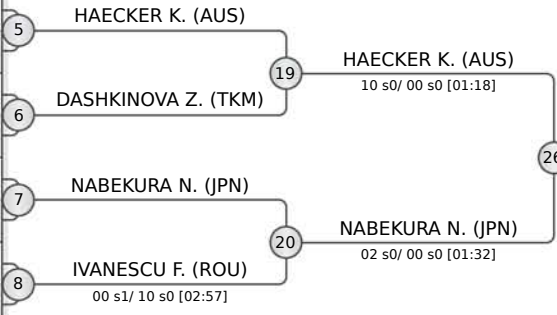 5
HAECKER K. (AUS)
19
HAECKER K. (AUS)
10 s0/ 00 s0 [01:18]
6
DASHKINOVA Z. (TKM)
26
7
NABEKURA N. (JPN)
20
NABEKURA N. (JPN)
02 s0/ 00 s0 [01:32]
8
IVANESCU F. (ROU)
00 s1/ 10 s0 [02:57]